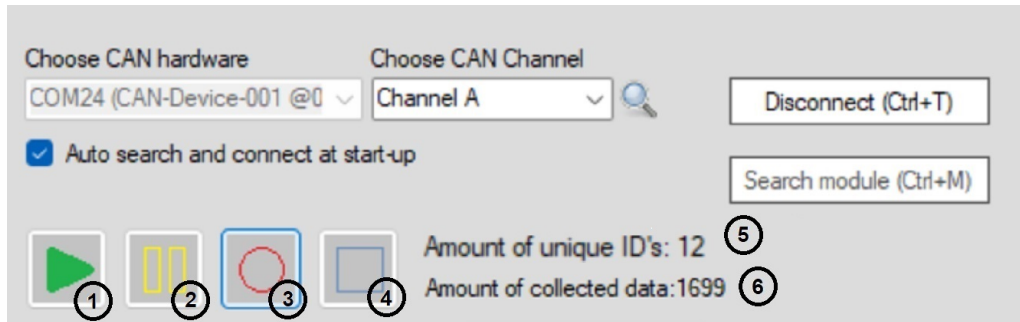 Choose CAN hardware
Choose CAN Channel
COM24 (CAN-Device-001 @0
Channel A
Disconnect (Ctrl+T)
Auto search and connect at start-up
Search module (Ctrl+M)
Amount of unique ID's: 12
5
Amount of collected data:1699
6
1
2
3
4